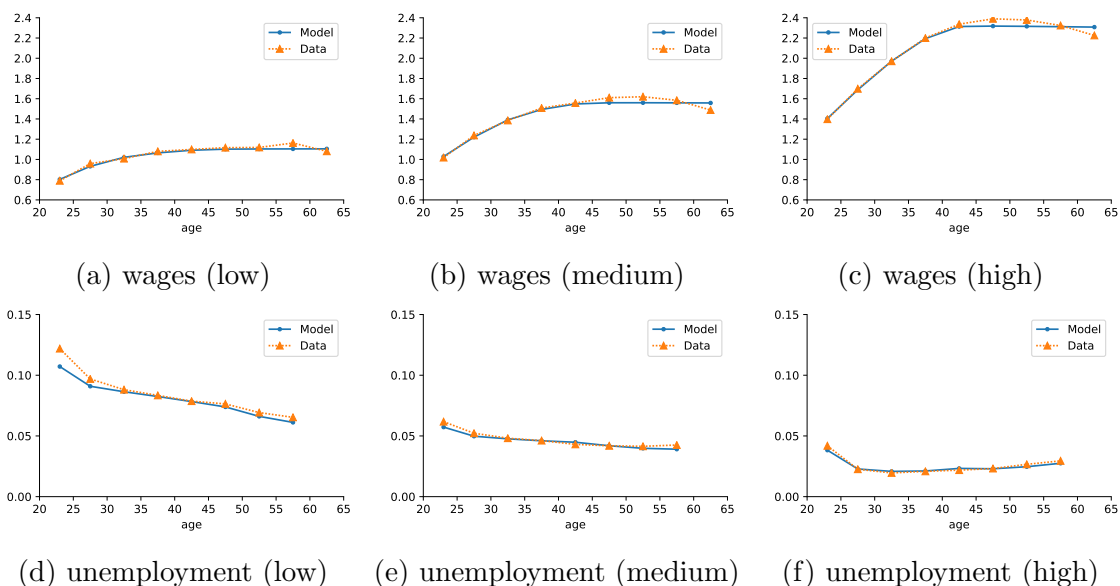 2.4
2.2
2.0
1.8
1.6
1.4
1.2
1.0
0.8
0.6
20 25 30 35 40 45 50 55 60 65
age
Model
Data
(a) wages (low)
2.4
2.2
2.0
1.8
1.6
1.4
1.2
1.0
0.8
0.6
20 25 30 35 40 45 50 55 60 65
age
Model
Data
(b) wages (medium)
2.4
2.2
2.0
1.8
1.6
1.4
1.2
1.0
0.8
0.6
20 25 30 35 40 45 50 55 60 65
age
Model
Data
(c) wages (high)
0.15
0.10
0.05
0.00
20 25 30 35 40 45 50 55 60 65
age
Model
Data
(d) unemployment (low)
0.15
0.10
0.05
0.00
20 25 30 35 40 45 50 55 60 65
age
Model
Data
(e) unemployment (medium)
0.15
0.10
0.05
0.00
20 25 30 35 40 45 50 55 60 65
age
Model
Data
(f) unemployment (high)